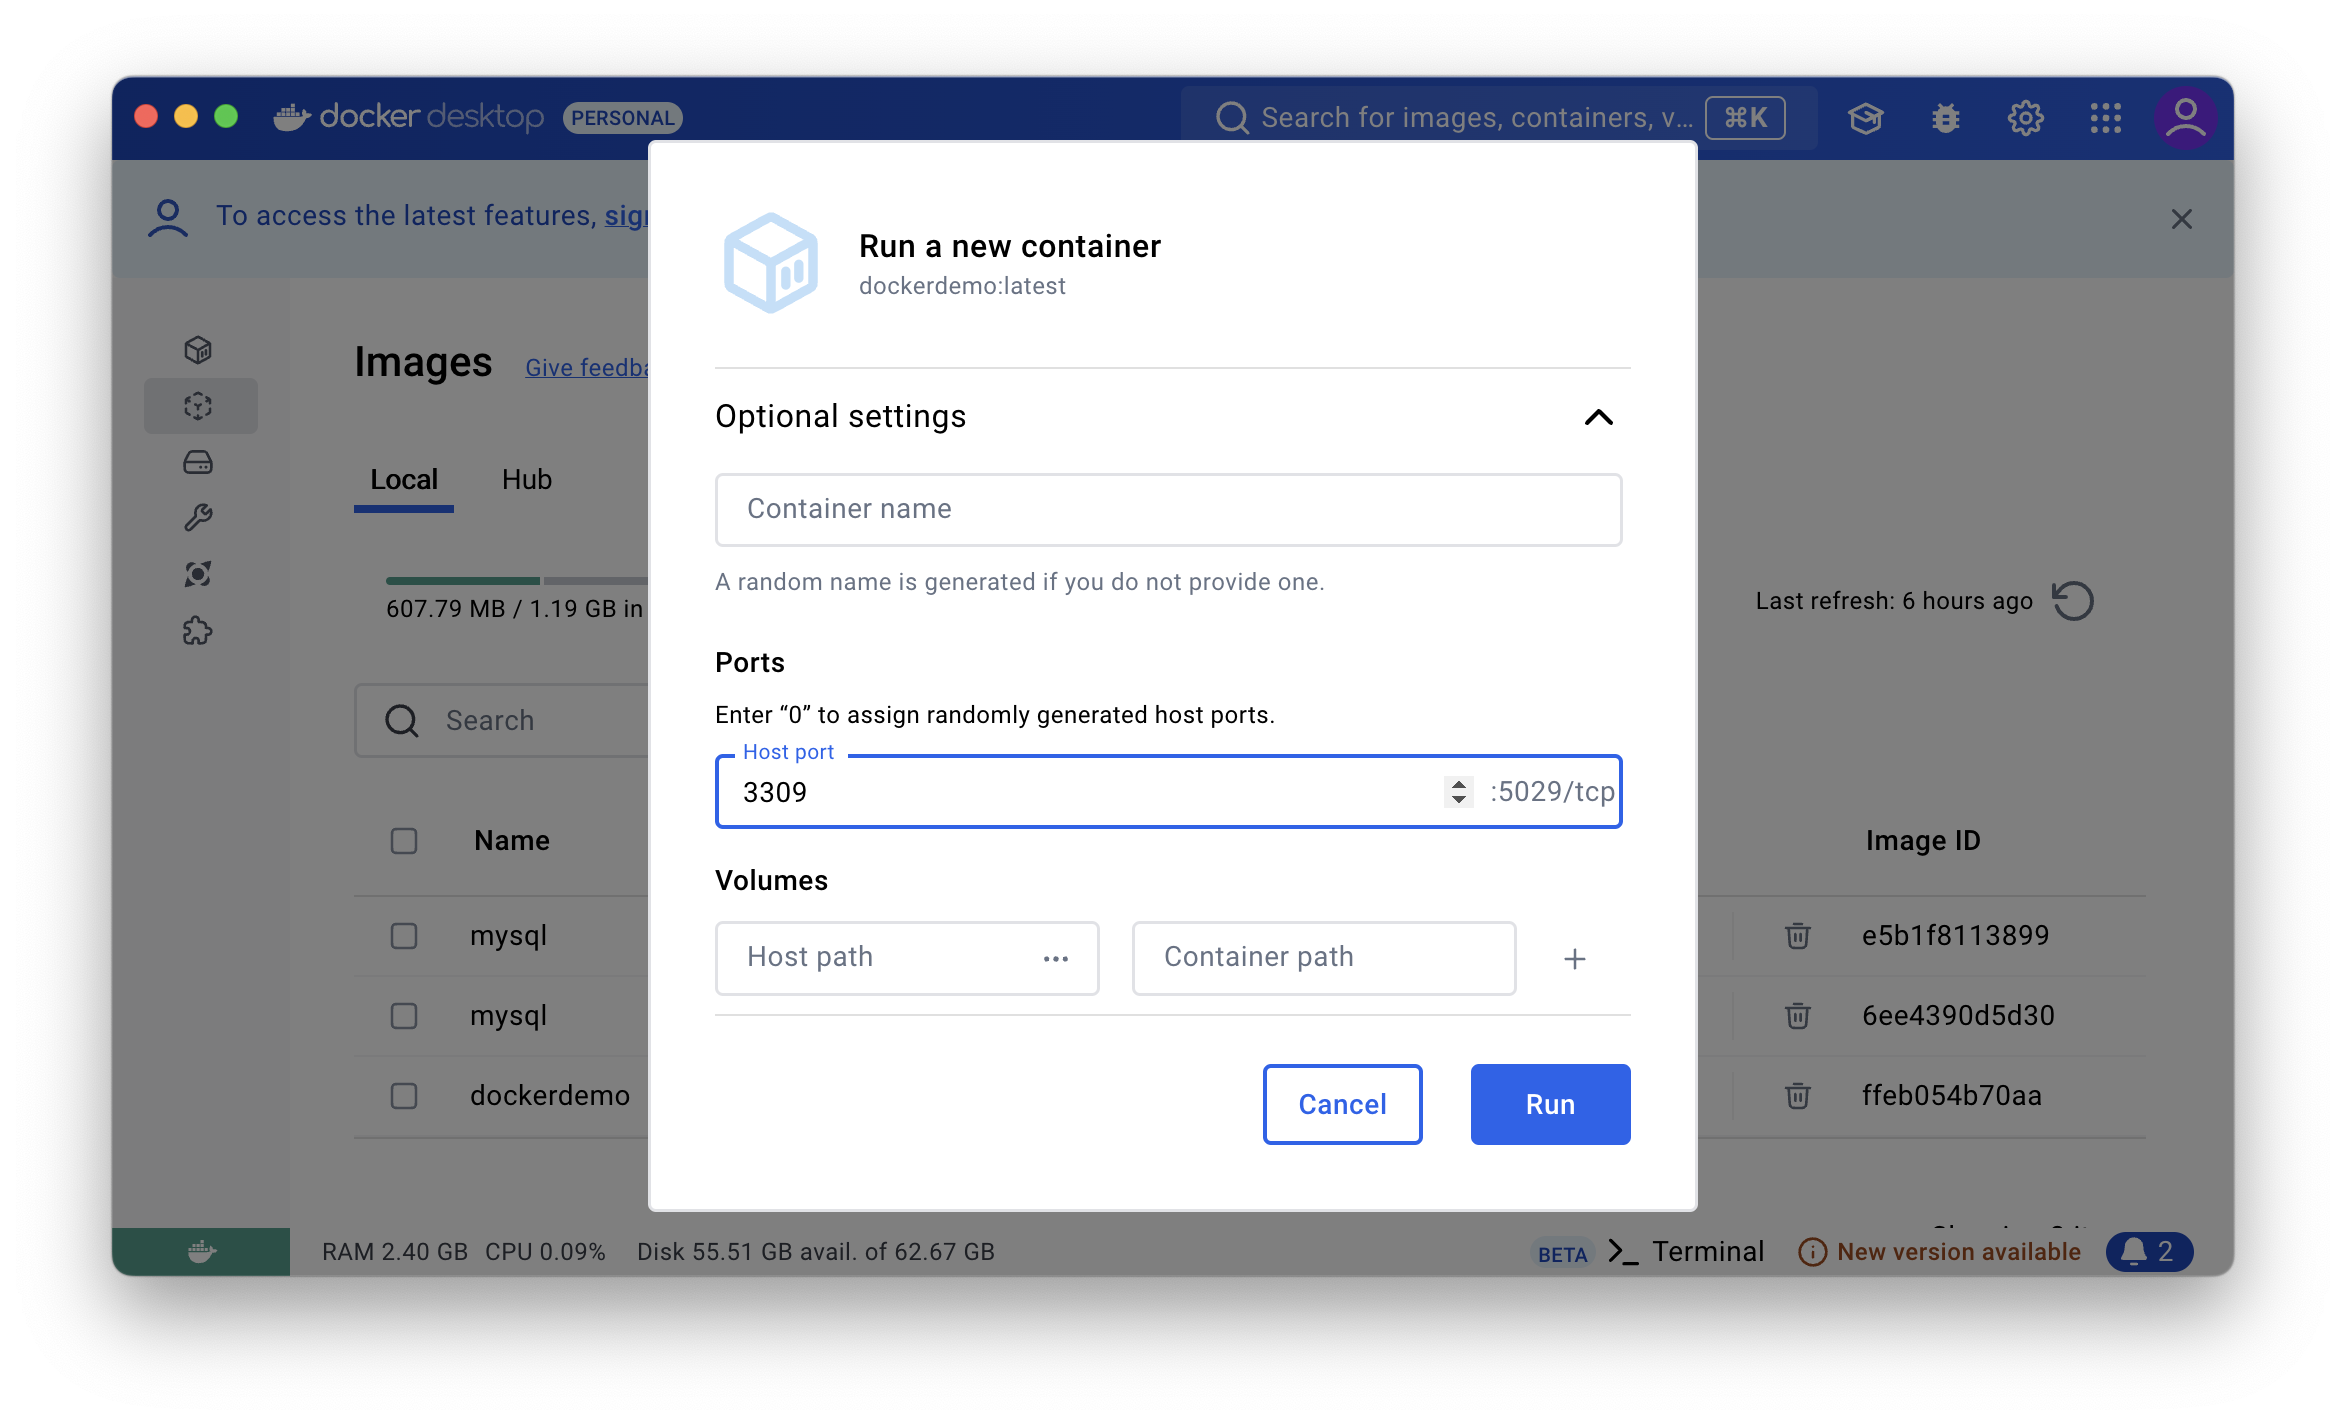 docker desktop PERSONAL
Search for images, containers, v... ⌘K
To access the latest features,
Run a new container
dockerdemo:latest
Images Give
Optional settings
Local Hub
Container name
A random name is generated if you do not provide one.
607.79 MB / 1.19 GB in
Last refresh: 6 hours ago
Ports
Enter “0” to assign randomly generated host ports.
Search
Host port
3309 :5029/tcp
Name
Image ID
Volumes
mysql
e5b1f8113899
Host path ... Container path +
mysql
6ee4390d5d30
dockerdemo
ffeb054b70aa
Cancel Run
RAM 2.40 GB CPU 0.09% Disk 55.51 GB avail. of 62.67 GB
BETA >_ Terminal New version available 2